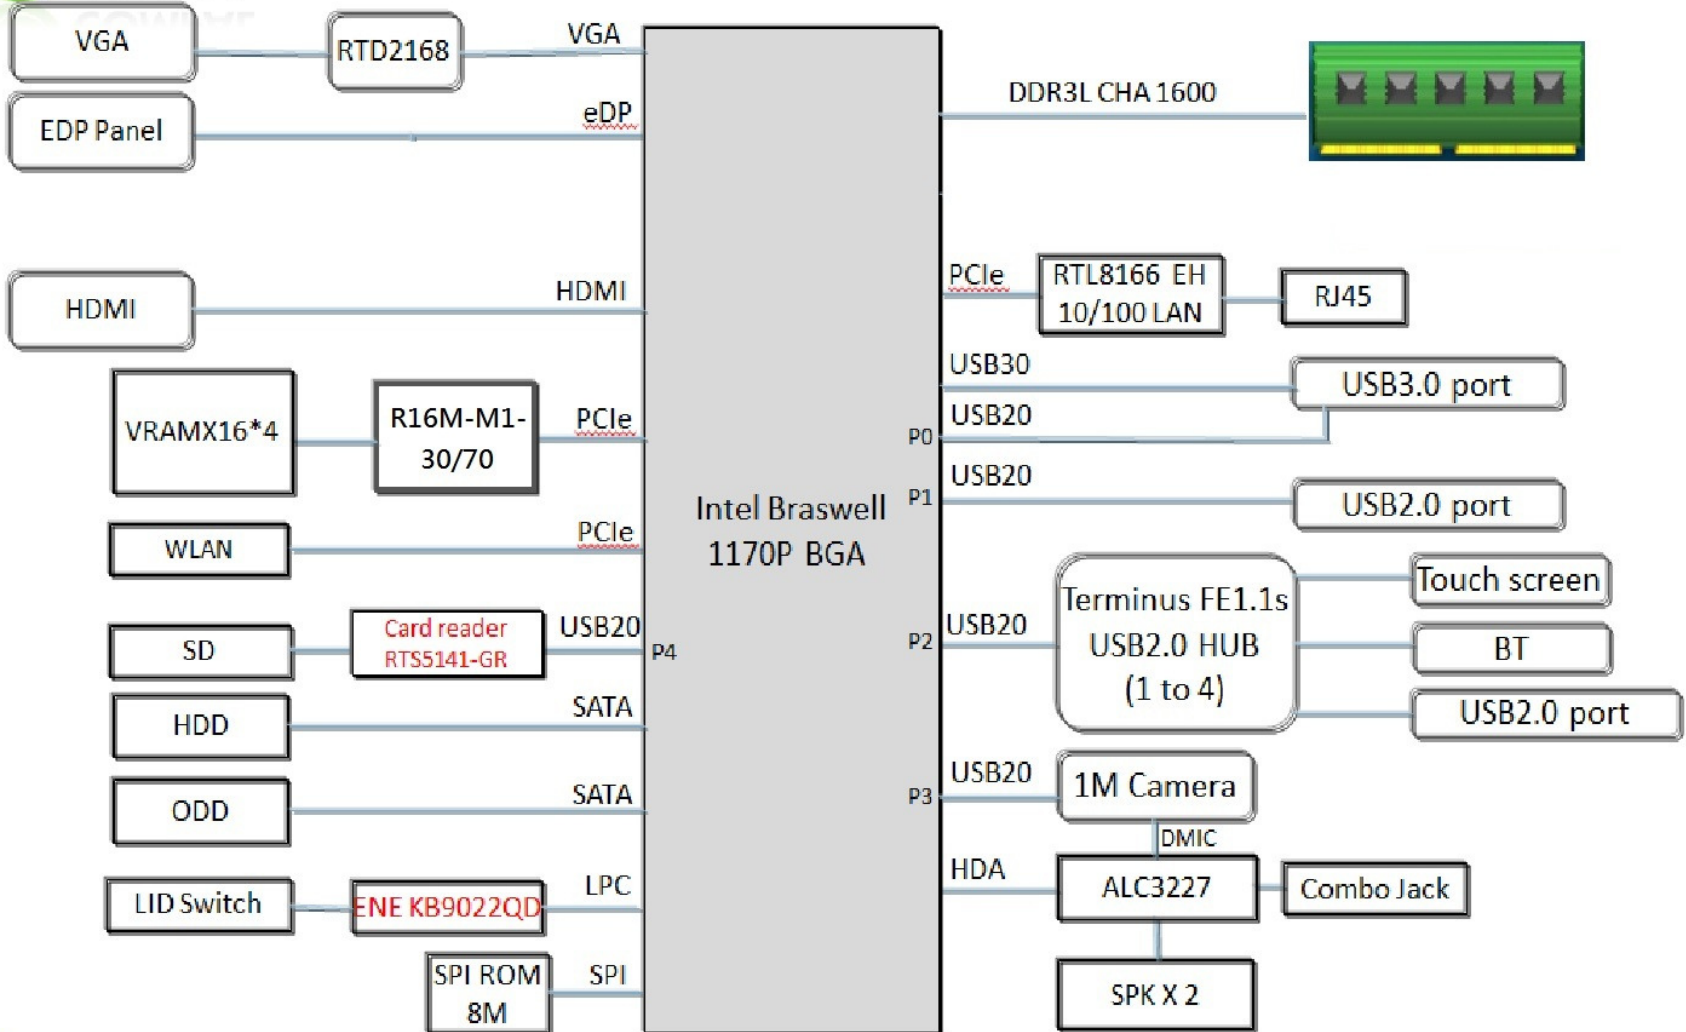 VGA
RTD2168
VGA
EDP Panel
eDP
HDMI
HDMI
VRAMX16*4
R16M-M1-
30/70
PCIe
WLAN
PCIe
SD
Card reader
RTS5141-GR
USB20
P4
HDD
SATA
ODD
SATA
LID Switch
ENE KB9022QD
LPC
SPI ROM
8M
SPI
Intel Braswell
1170P BGA
DDR3L CHA 1600
PCIe
RTL8166 EH
10/100 LAN
RJ45
USB30
USB3.0 port
USB20
P0
USB20
P1
USB2.0 port
P2
USB20
Terminus FE1.1s
USB2.0 HUB
(1 to 4)
Touch screen
BT
USB2.0 port
USB20
P3
1M Camera
DMIC
HDA
ALC3227
Combo Jack
SPK X 2